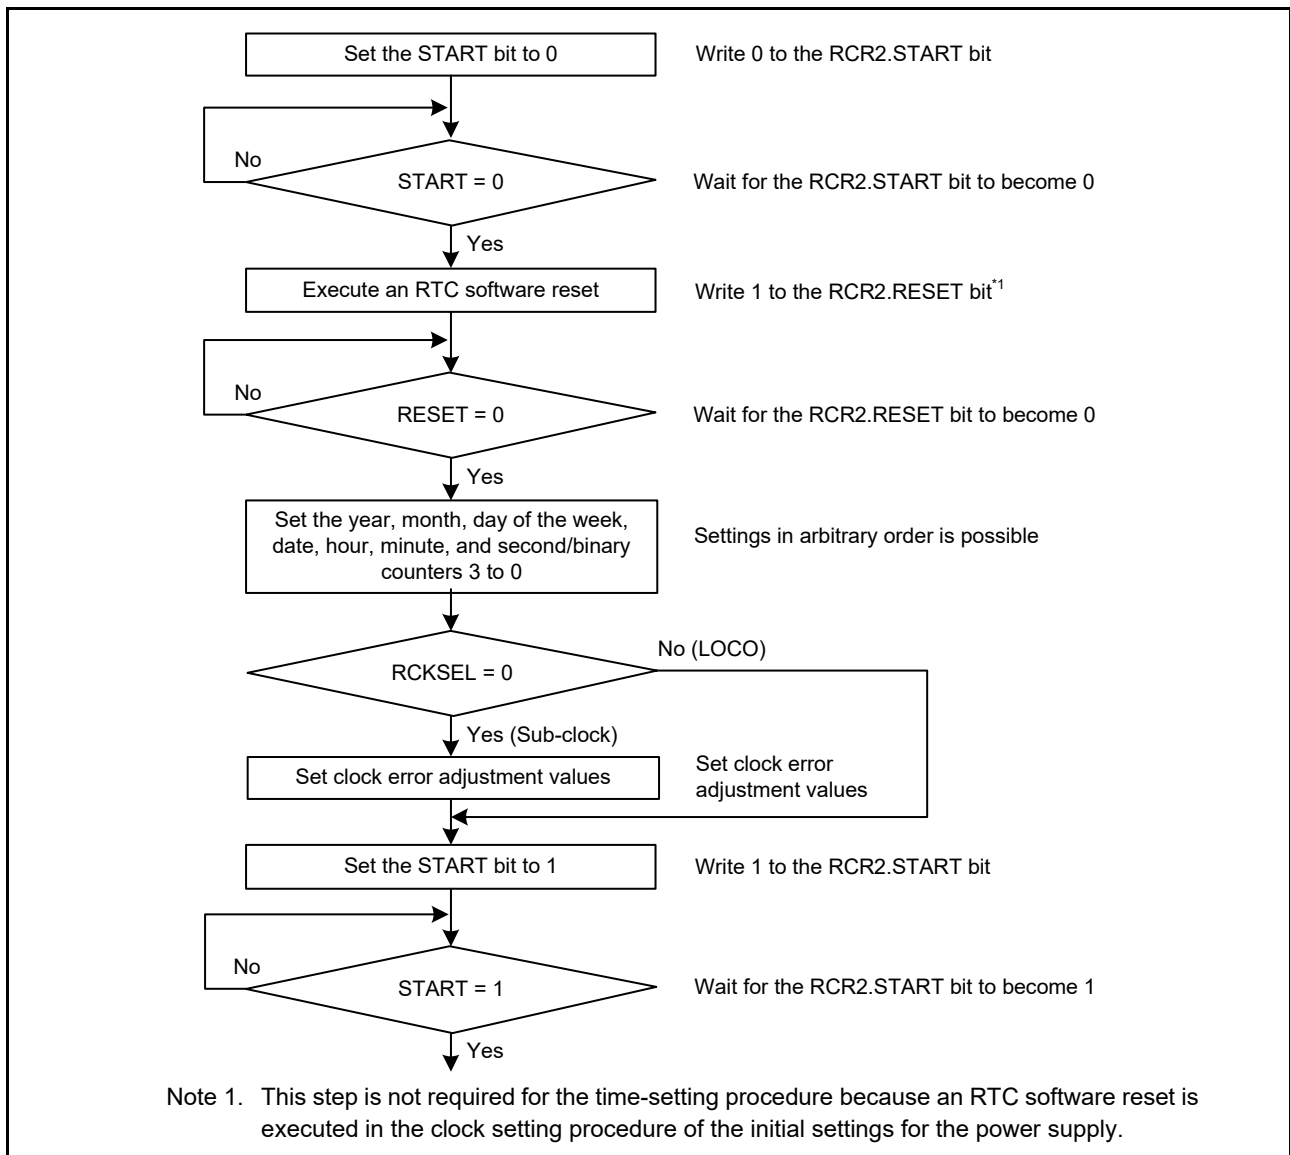 Set the START bit to 0
Write 0 to the RCR2.START bit
No
START = 0
Wait for the RCR2.START bit to become 0
Yes
Execute an RTC software reset
Write 1 to the RCR2.RESET bit*1
No
RESET = 0
Wait for the RCR2.RESET bit to become 0
Yes
Set the year, month, day of the week,
date, hour, minute, and second/binary
counters 3 to 0
Settings in arbitrary order is possible
No (LOCO)
RCKSEL = 0
Yes (Sub-clock)
Set clock error adjustment values
Set clock error
adjustment values
Set the START bit to 1
Write 1 to the RCR2.START bit
No
START = 1
Wait for the RCR2.START bit to become 1
Yes
Note 1. This step is not required for the time-setting procedure because an RTC software reset is
executed in the clock setting procedure of the initial settings for the power supply.